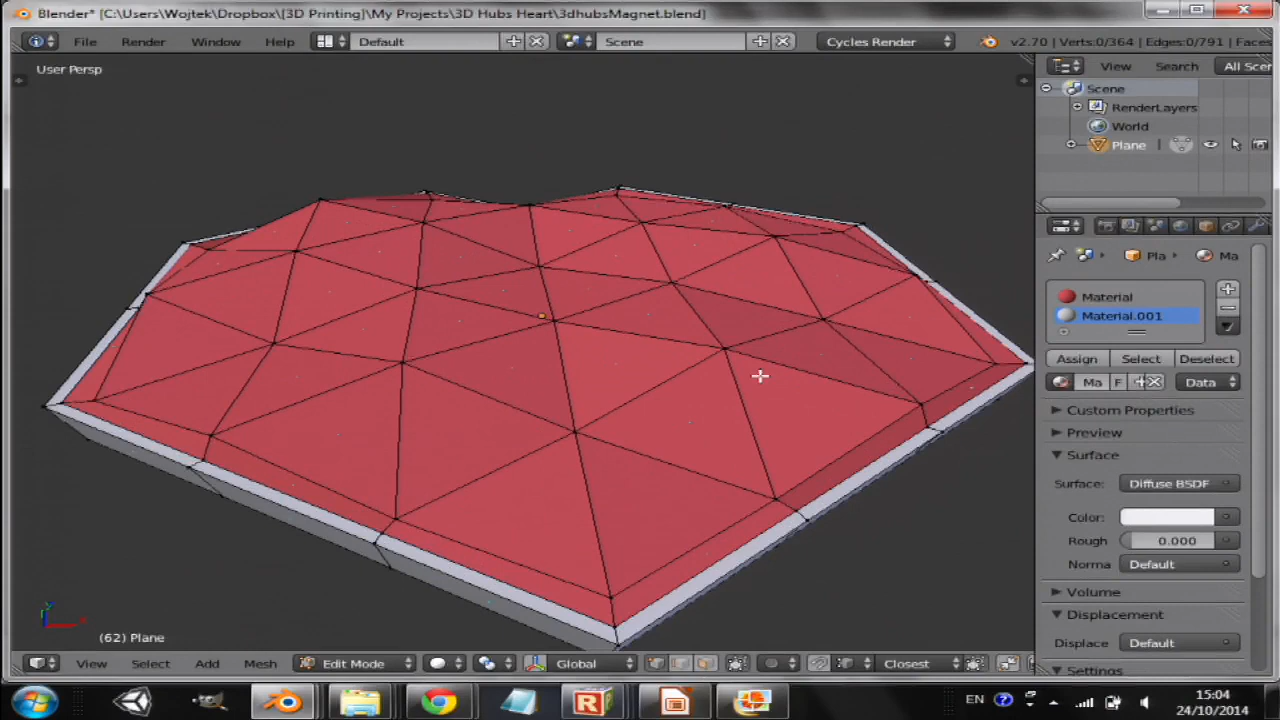 Blender* [C:\Users\Wojtek\Dropbox\[3D Printing]\My Projects\3D Hubs Heart\3dhubsMagnet.blend]
File Render Window Help Default Scene Cycles Render v2.70 | Verts:0/364 | Edges:0/791 | Faces
User Persp
View Search All Scer
Scene
RenderLayers
World
Plane
Pla Ma
Material
Material.001
Assign Select Deselect
Ma F Data
Custom Properties
Preview
Surface
Surface: Diffuse BSDF
Color:
Rough 0.000
Norma Default
Volume
Displacement
Displace Default
Settings
(62) Plane
View Select Add Mesh Edit Mode Global Closest
EN 15:04
24/10/2014